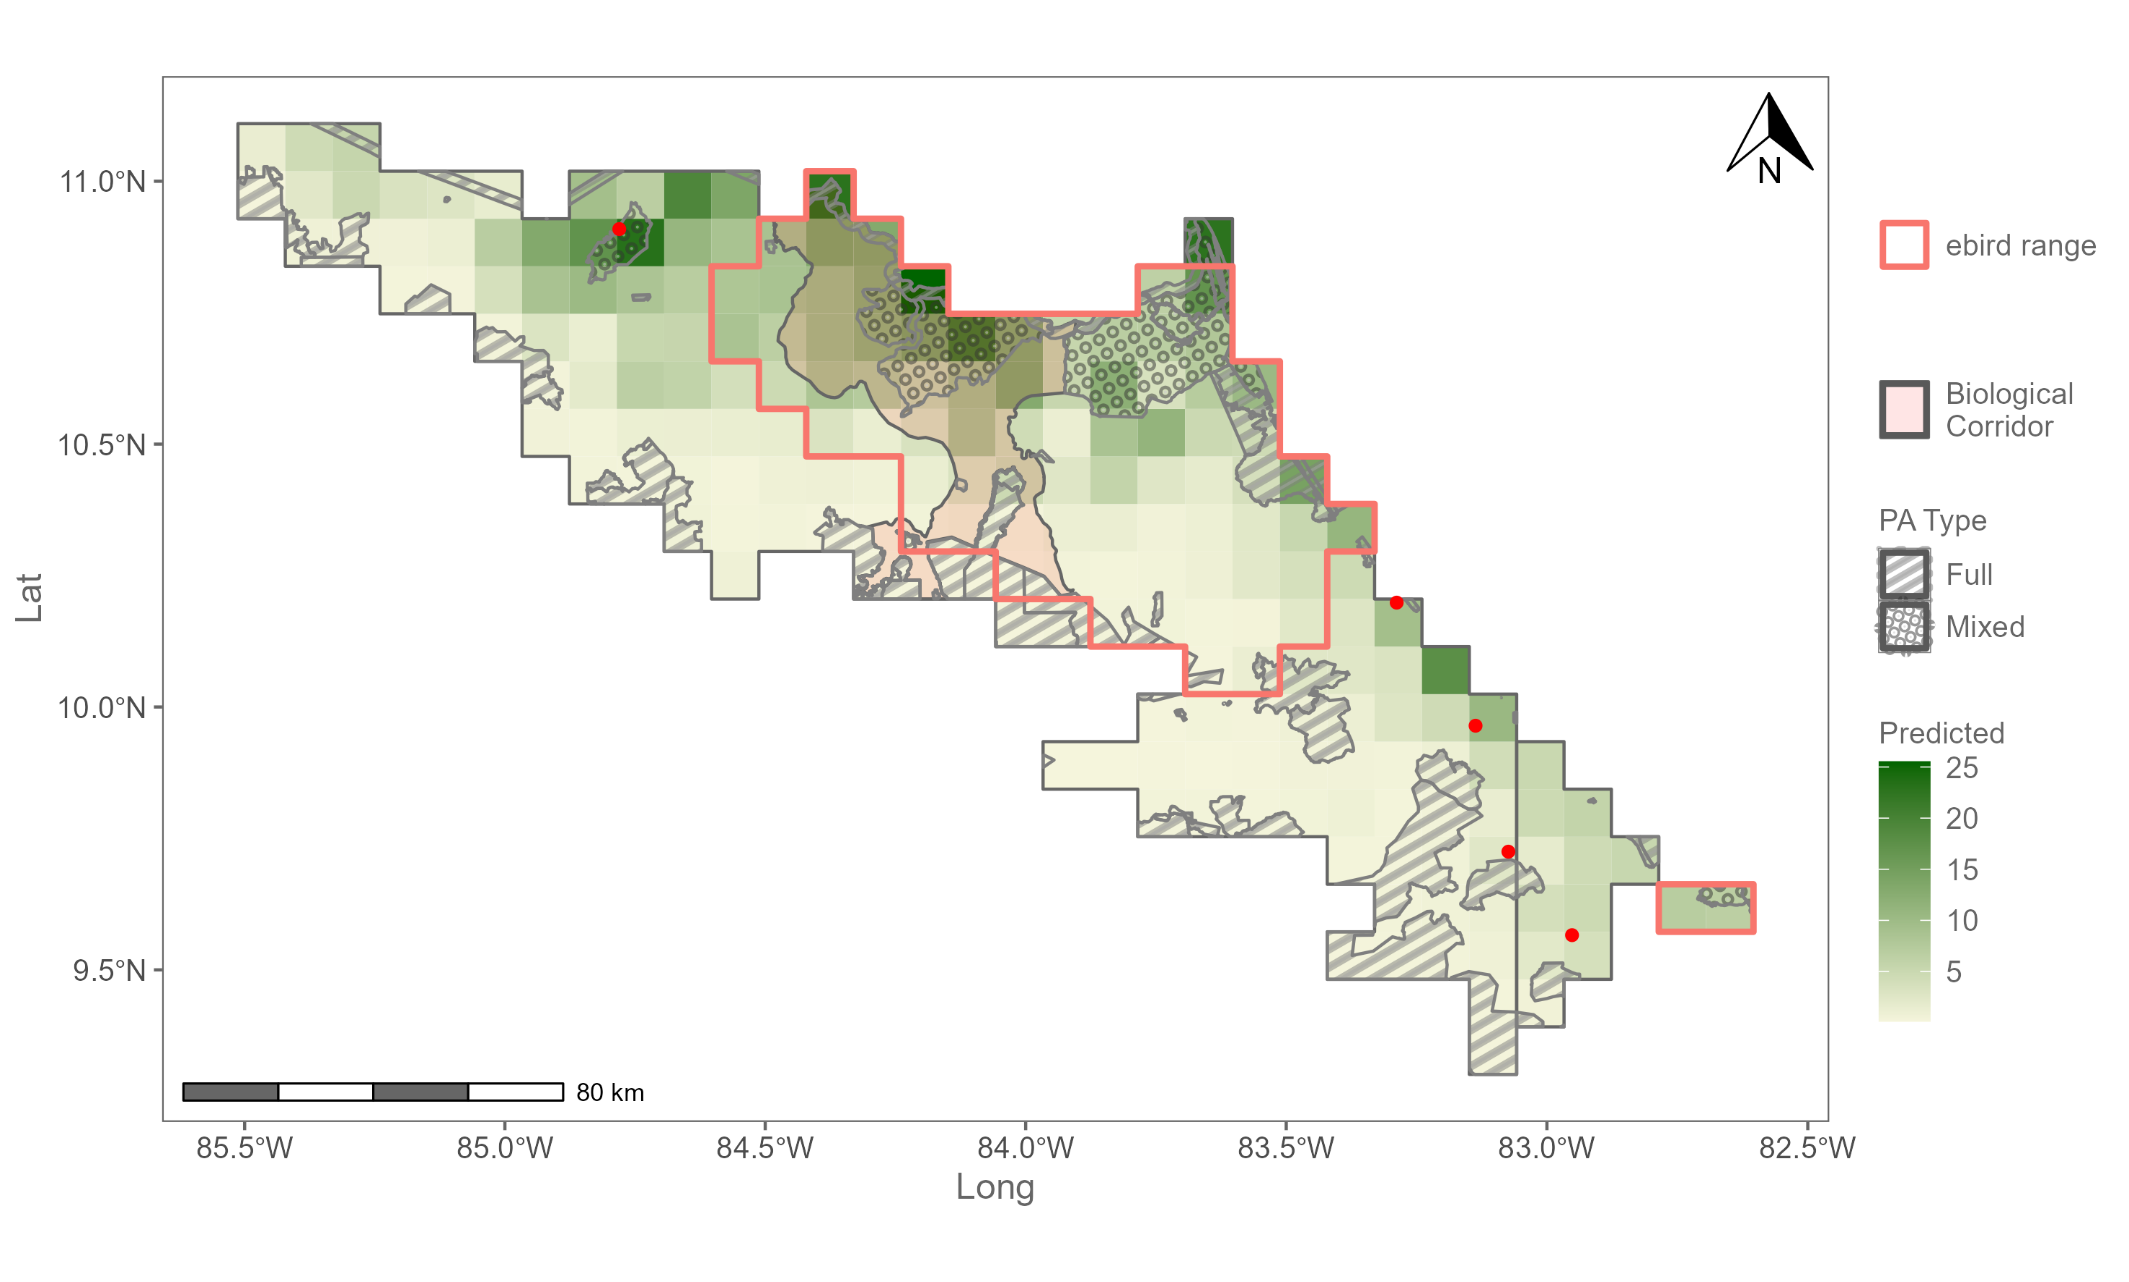 N
11.0°N
10.5°N
10.0°N
9.5°N
Lat
80 km
85.5°W
85.0°W
84.5°W
84.0°W
83.5°W
83.0°W
82.5°W
Long
ebird range
Biological
Corridor
PA Type
Full
Mixed
Predicted
25
20
15
10
5